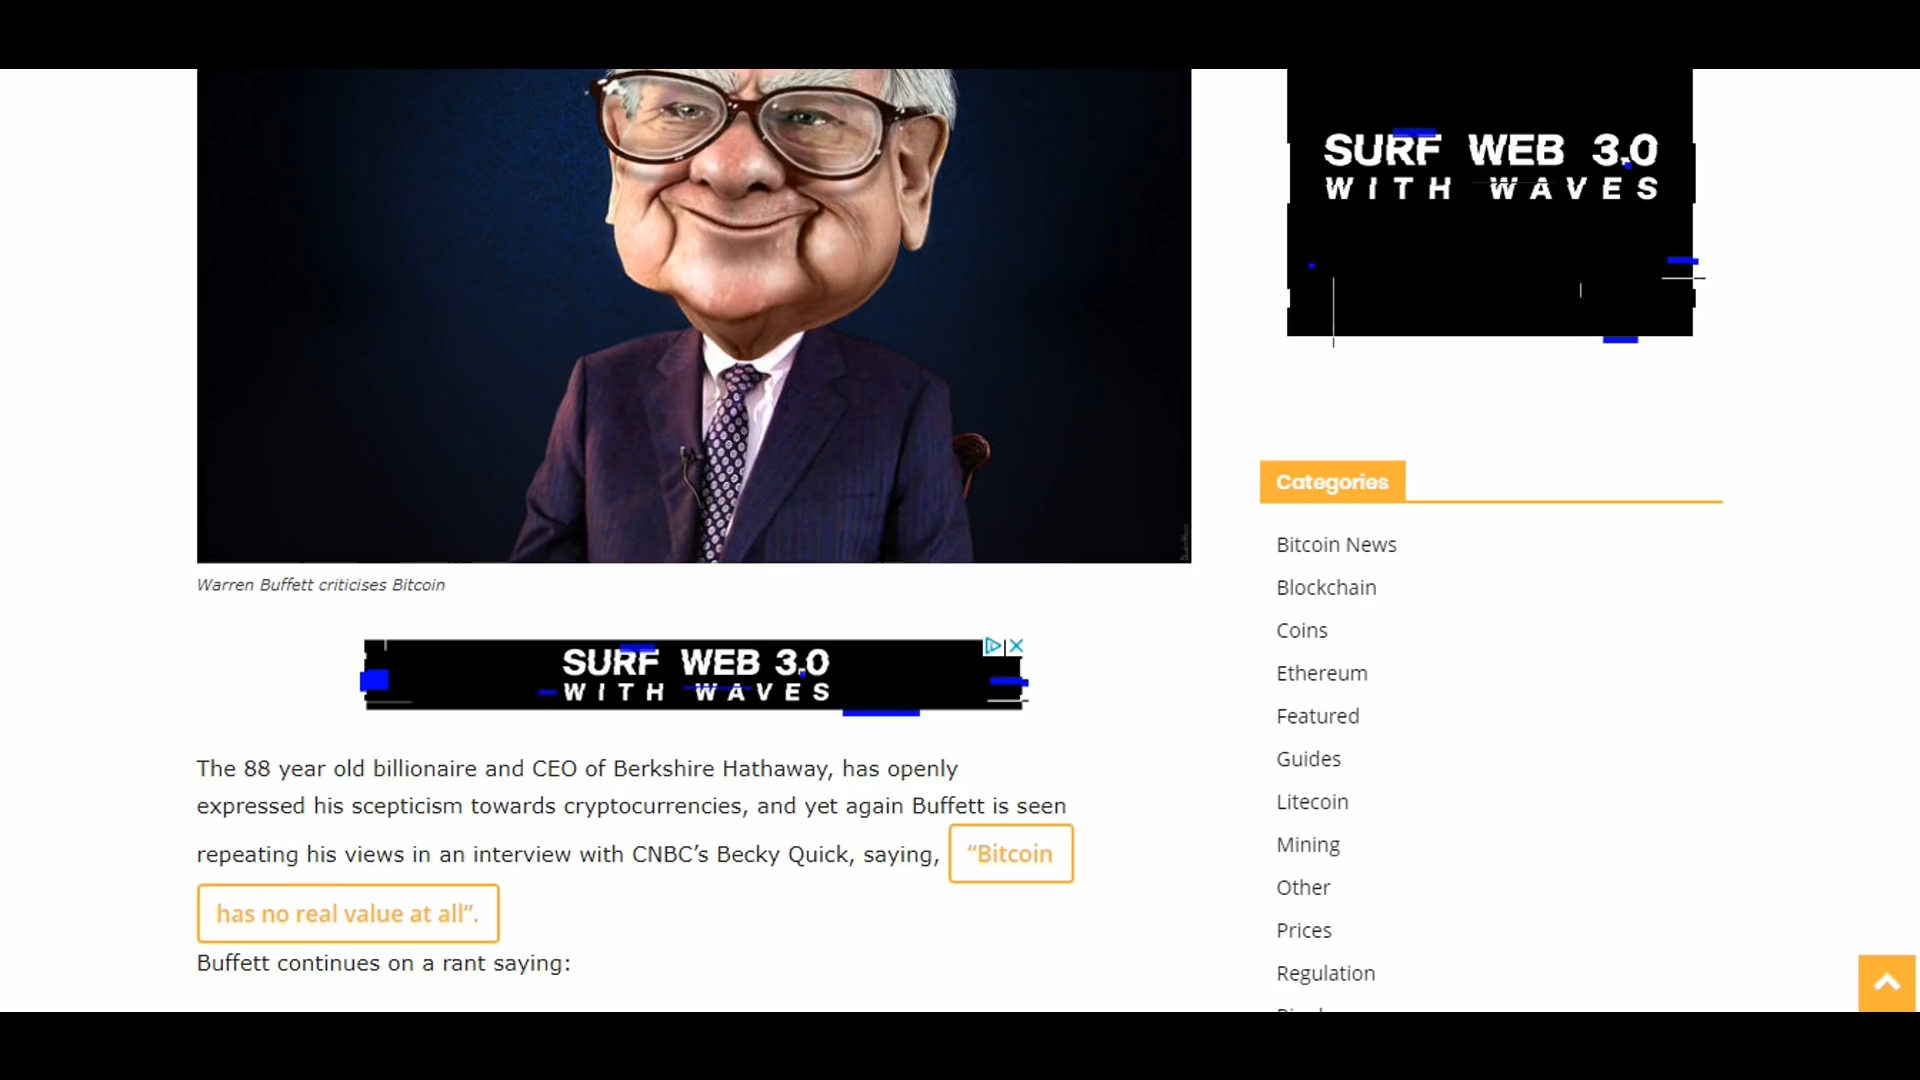 SURF WEB 3.0
WITH WAVES
Warren Buffett criticises Bitcoin
SURF WEB 3.0
WITH WAVES
The 88 year old billionaire and CEO of Berkshire Hathaway, has openly
expressed his scepticism towards cryptocurrencies, and yet again Buffett is seen
repeating his views in an interview with CNBC’s Becky Quick, saying, “Bitcoin
has no real value at all”.
Buffett continues on a rant saying:
Categories
Bitcoin News
Blockchain
Coins
Ethereum
Featured
Guides
Litecoin
Mining
Other
Prices
Regulation